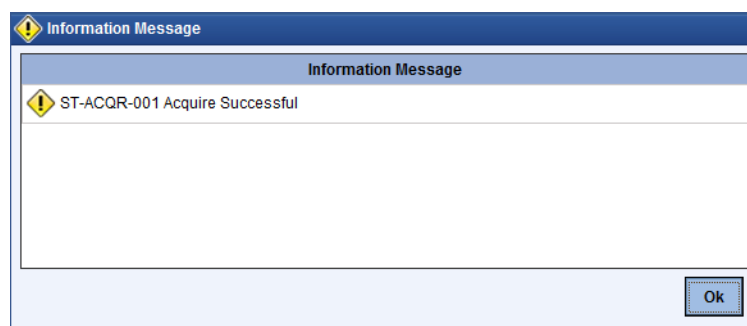 Information Message
Information Message
ST-ACQR-001 Acquire Successful
Ok